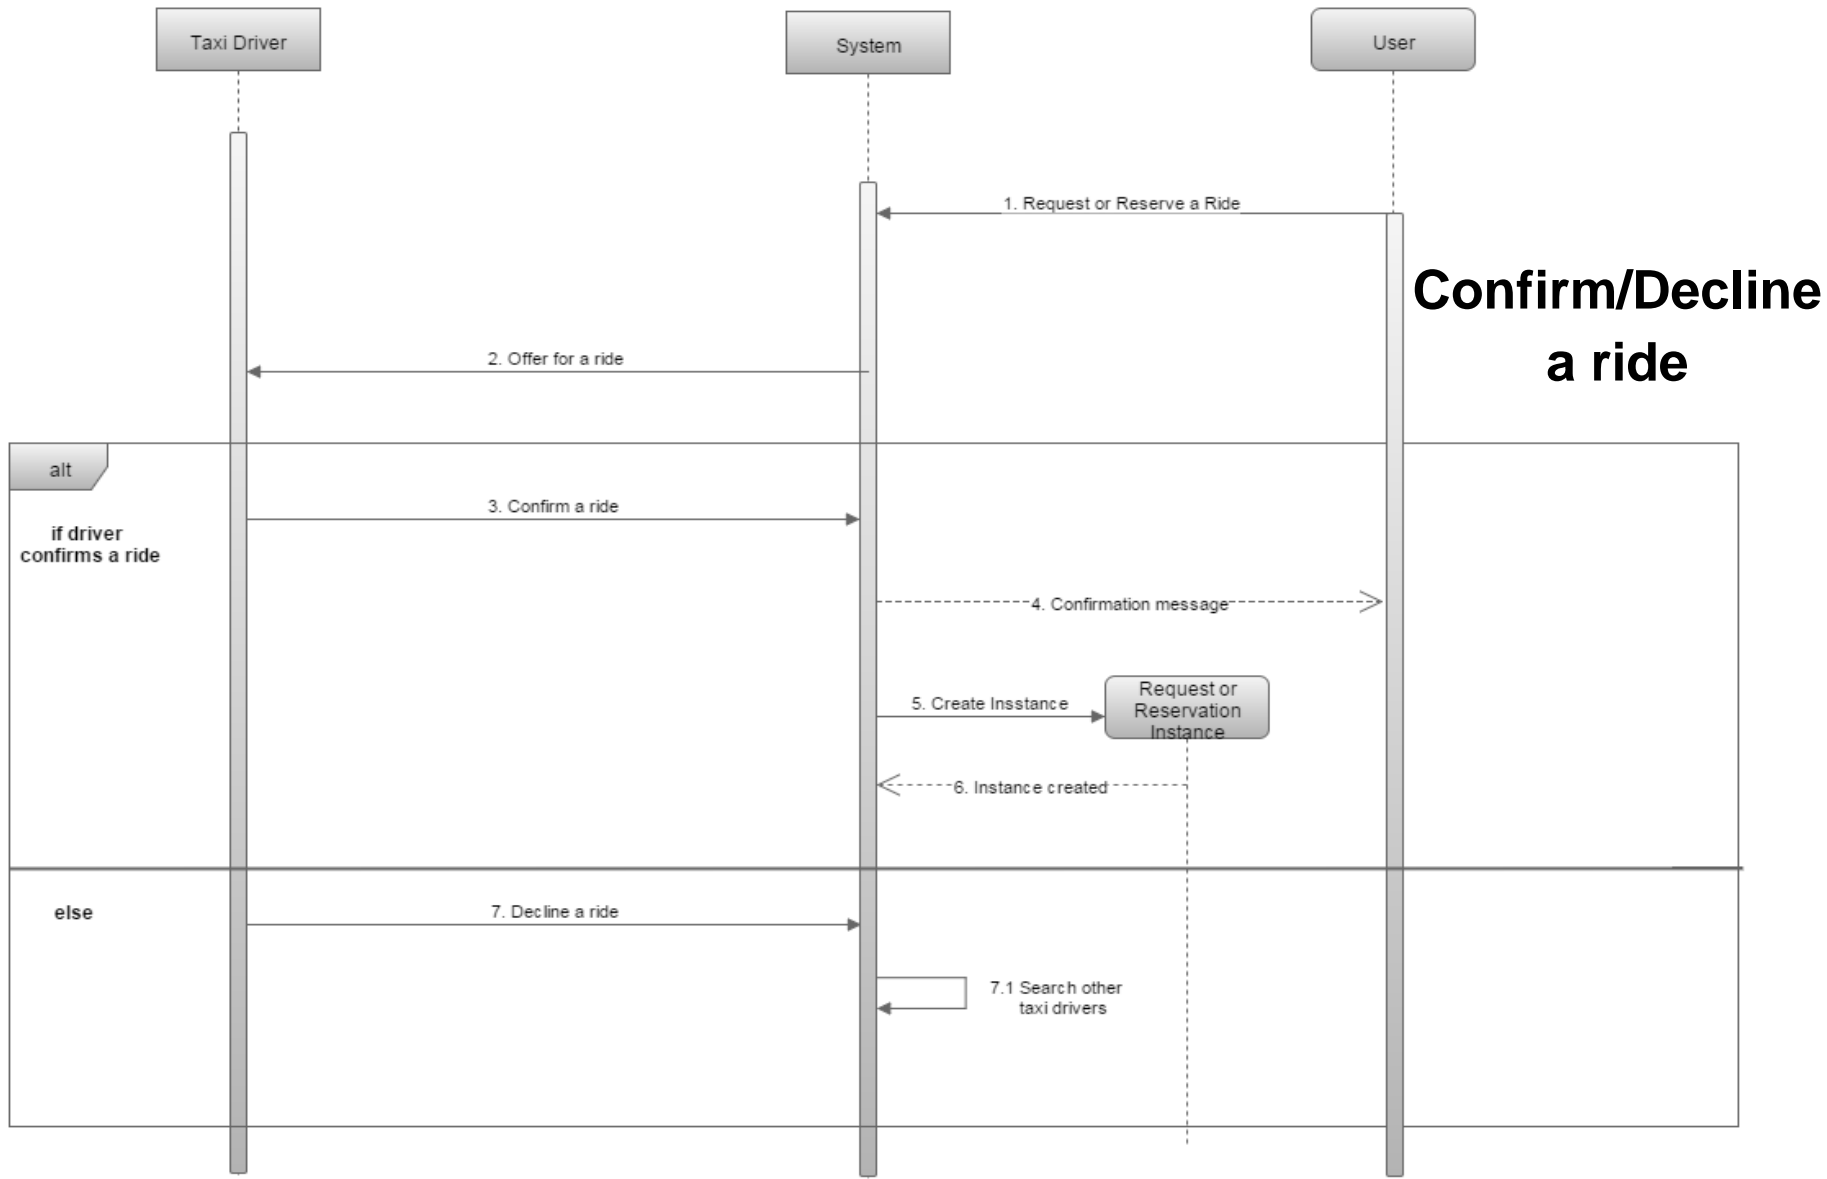 Taxi Driver
System
User
1. Request or Reserve a Ride
Confirm/Decline
a ride
2. Offer for a ride
alt
3. Confirm a ride
if driver
confirms a ride
4. Confirmation message
Request or
Reservation
Instance
5. Create Insstance
6. Instance created
else
7. Decline a ride
7.1 Search other
taxi drivers